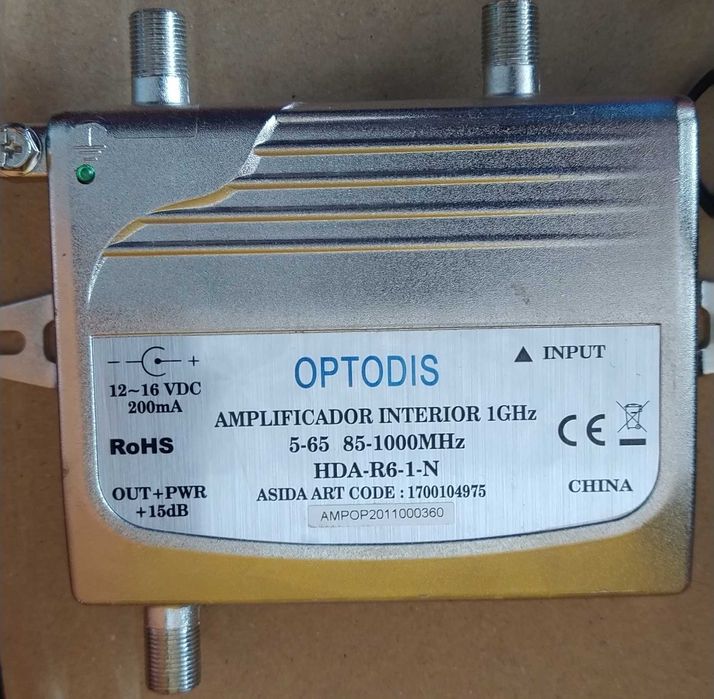 - +
12~16 VDC
200mA
RoHS
OUT+PWR
+15dB
OPTODIS
AMPLIFICADOR INTERIOR 1GHz
5-65 85-1000MHz
HDA-R6-1-N
ASIDA ART CODE : 1700104975
AMPOP2011000360
▲ INPUT
CE
CHINA